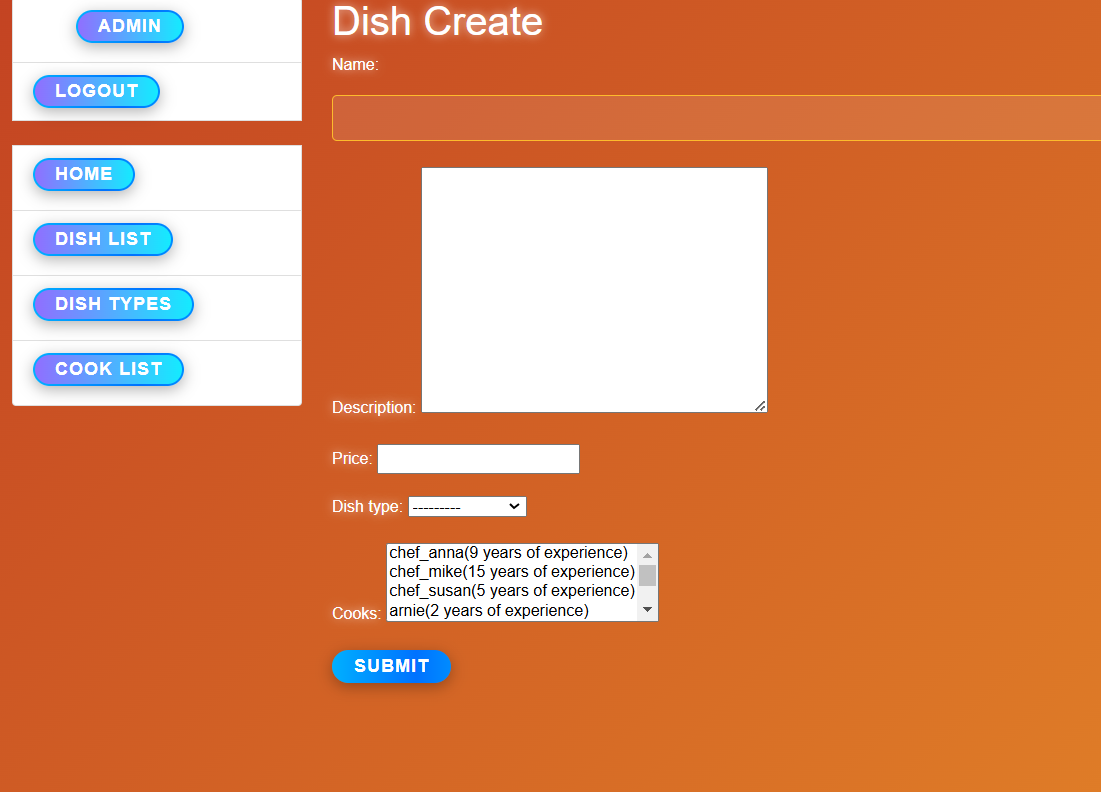 ADMIN
LOGOUT
HOME
DISH LIST
DISH TYPES
COOK LIST
Dish Create
Name:
Description:
Price:
Dish type: ---------
Cooks:
chef_anna(9 years of experience)
chef_mike(15 years of experience)
chef_susan(5 years of experience)
arnie(2 years of experience)
SUBMIT